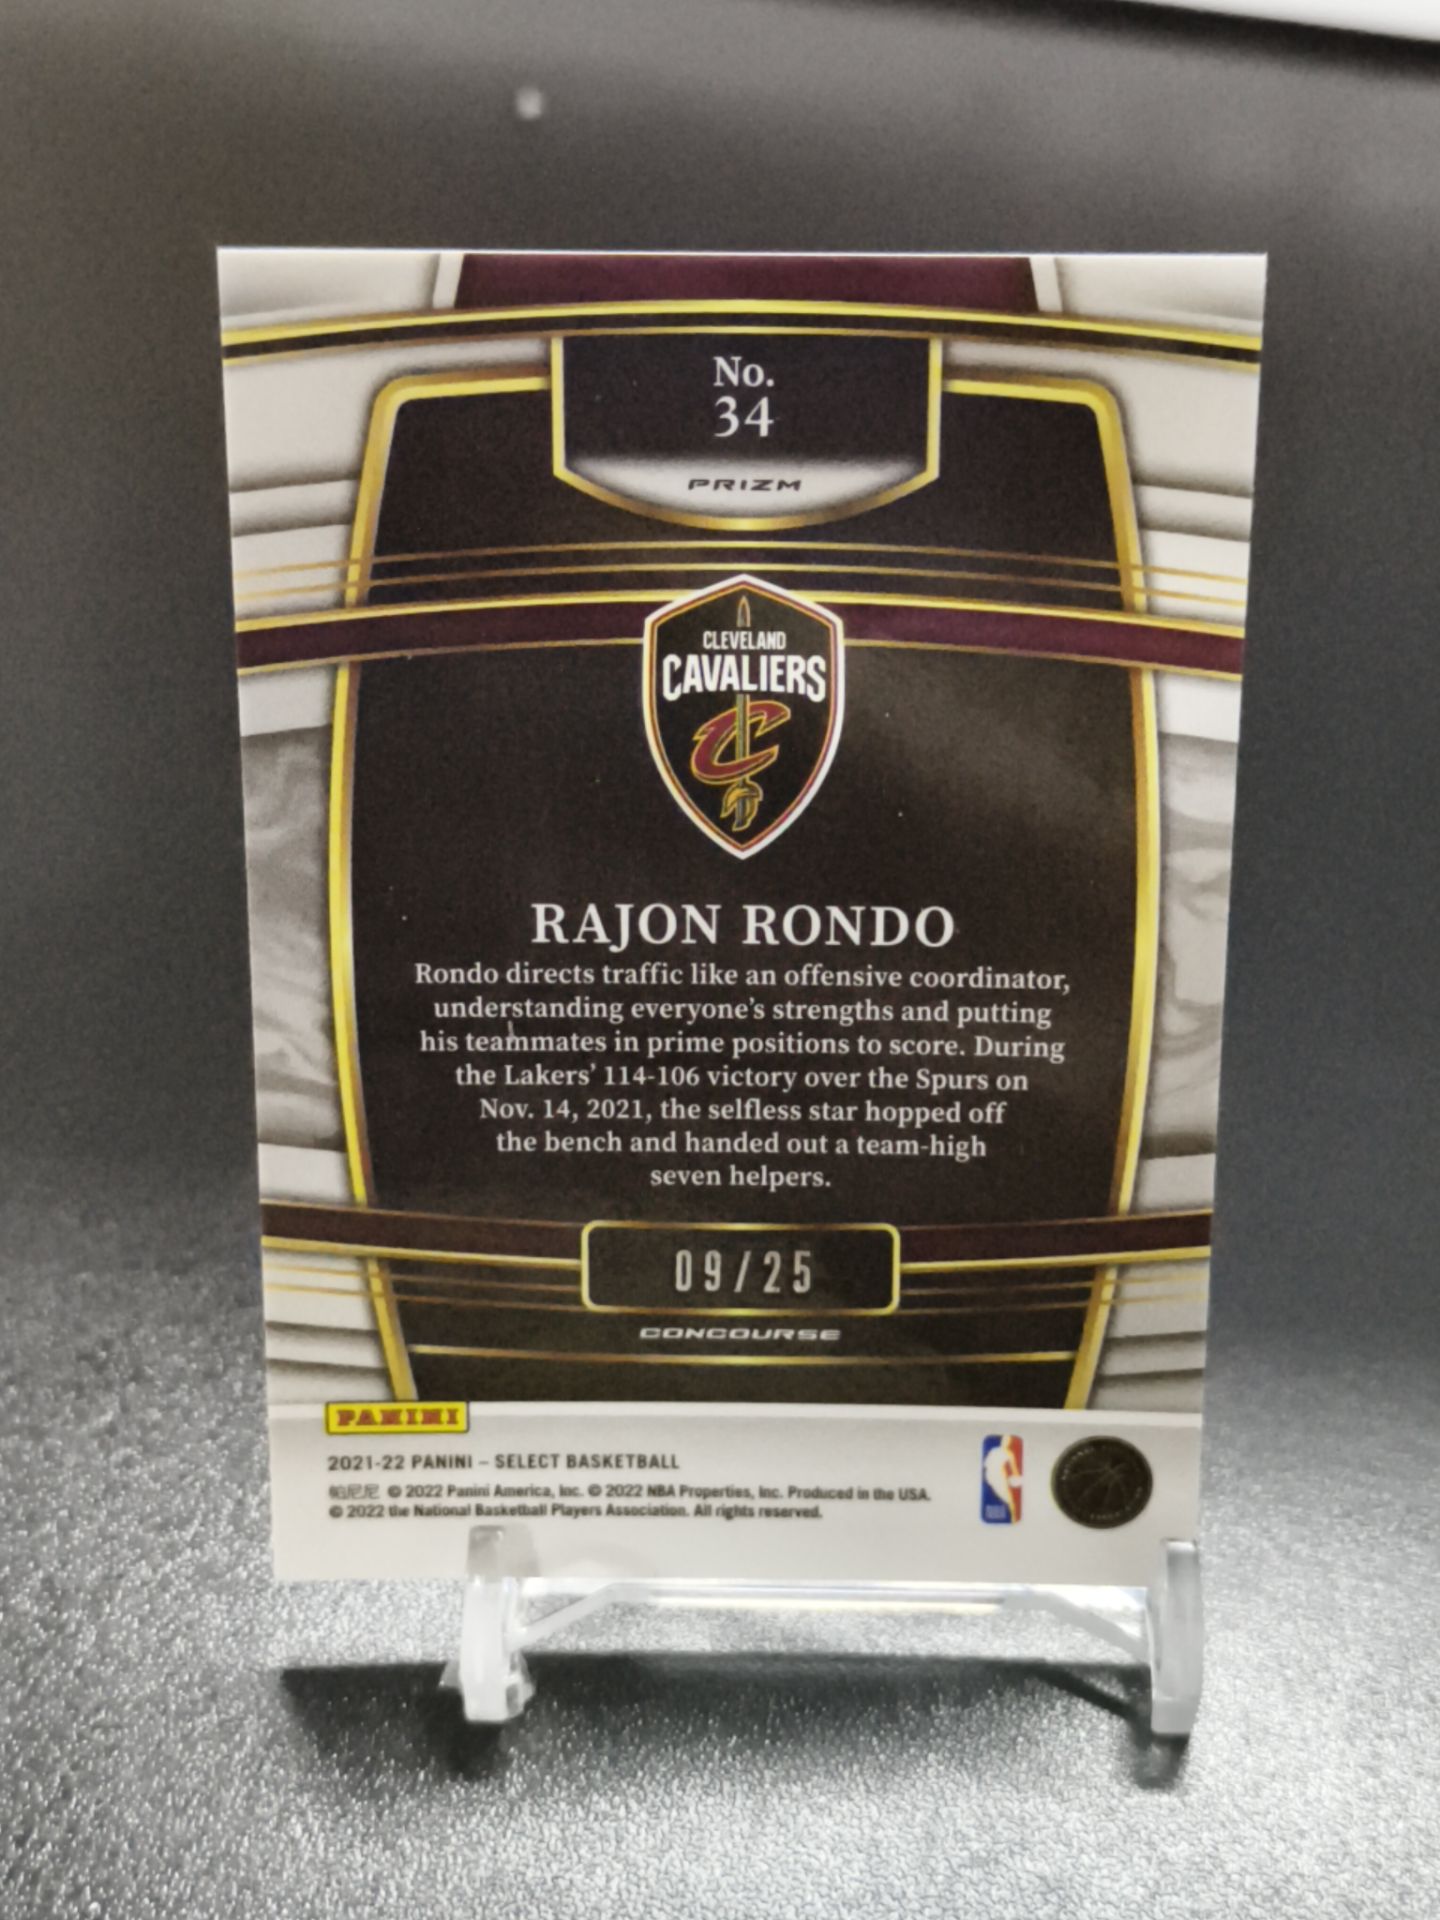 No.
34
PRIZM
CLEVELAND
CAVALIERS
RAJON RONDO
Rondo directs traffic like an offensive coordinator,
understanding everyone's strengths and putting
his teammates in prime positions to score. During
the Lakers' 114-106 victory over the Spurs on
Nov. 14, 2021, the selfless star hopped off
the bench and handed out a team-high
seven helpers.
09/25
CONCOURSE
PANINI
2021-22 PANINI – SELECT BASKETBALL
帕尼尼 © 2022 Panini America, Inc. © 2022 NBA Properties, Inc. Produced in the USA.
© 2022 the National Basketball Players Association. All rights reserved.